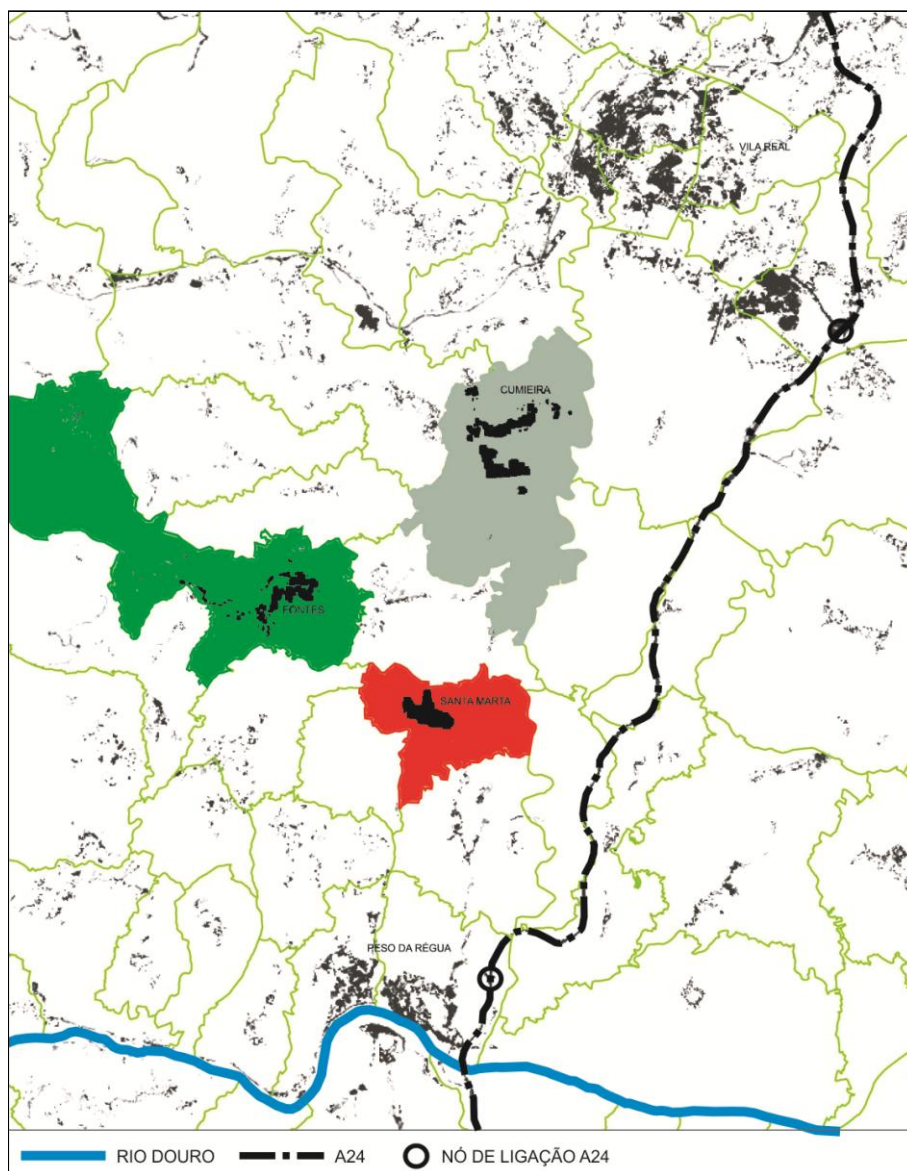 VILA REAL
CUMIEIRA
FONTES
SANTA MARTA
PESO DA RÉGUA
RIO DOURO
A24
NÓ DE LIGAÇÃO A24